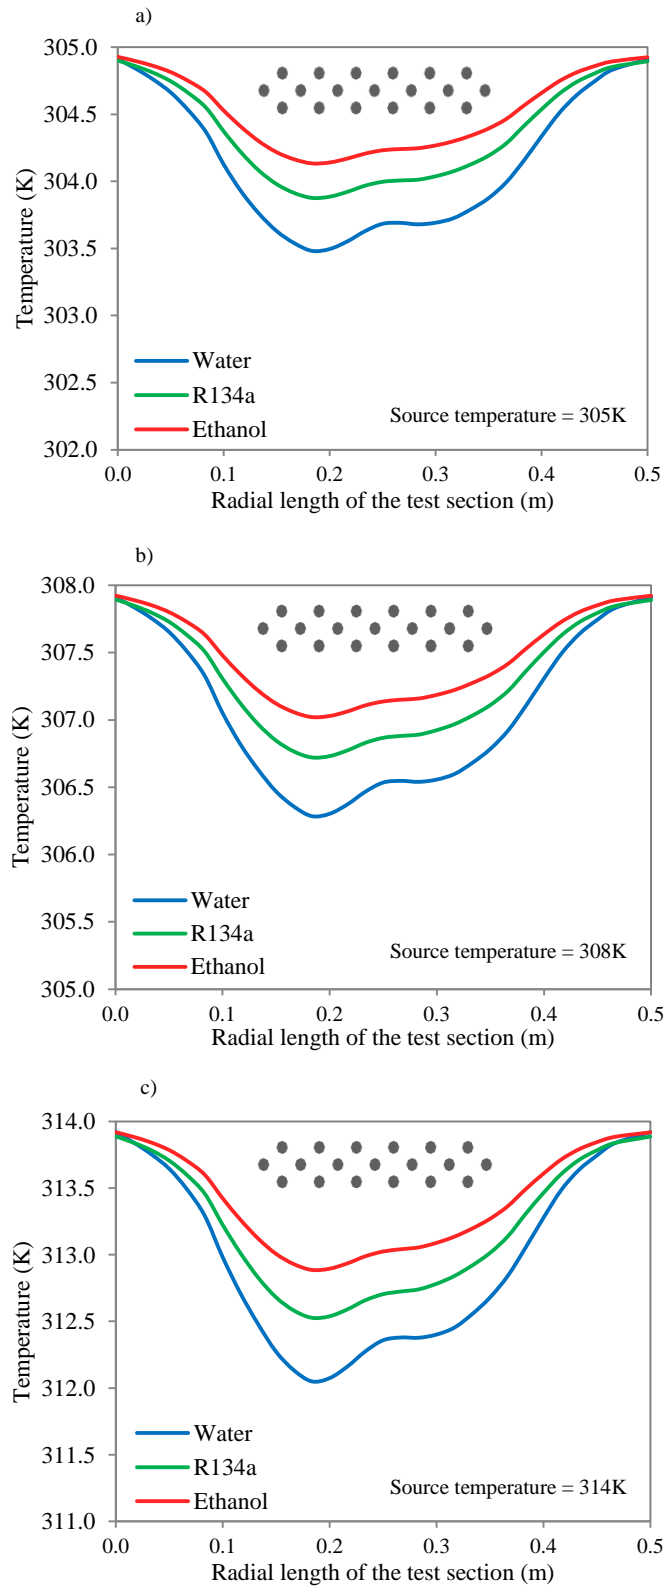 a)
305.0
304.5
304.0
303.5
303.0
302.5
302.0
Temperature (K)
Water
R134a
Ethanol
Source temperature = 305K
0.0 0.1 0.2 0.3 0.4 0.5
Radial length of the test section (m)
b)
308.0
307.5
307.0
306.5
306.0
305.5
305.0
Temperature (K)
Water
R134a
Ethanol
Source temperature = 308K
0.0 0.1 0.2 0.3 0.4 0.5
Radial length of the test section (m)
c)
314.0
313.5
313.0
312.5
312.0
311.5
311.0
Temperature (K)
Water
R134a
Ethanol
Source temperature = 314K
0.0 0.1 0.2 0.3 0.4 0.5
Radial length of the test section (m)